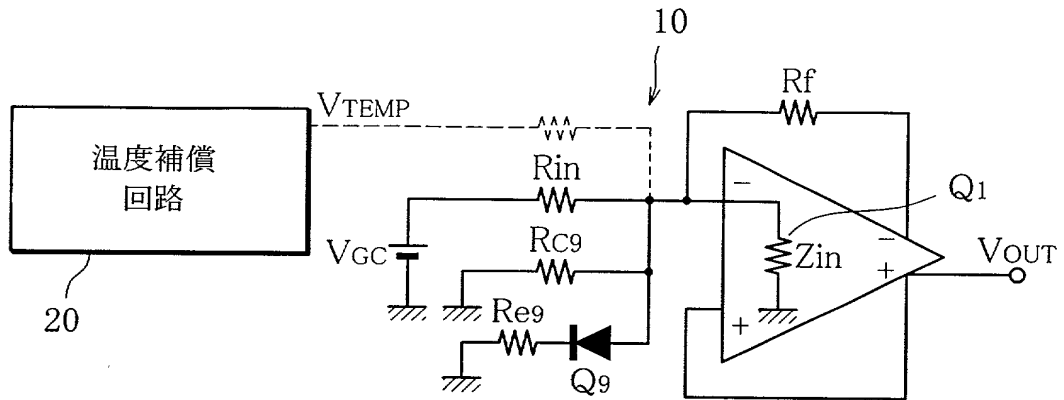 10
Rf
VTEMP
温度補償
回路
Rin
Q1
VGC
Zin
RC9
VOUT
20
Re9
Q9
−
−
+
+